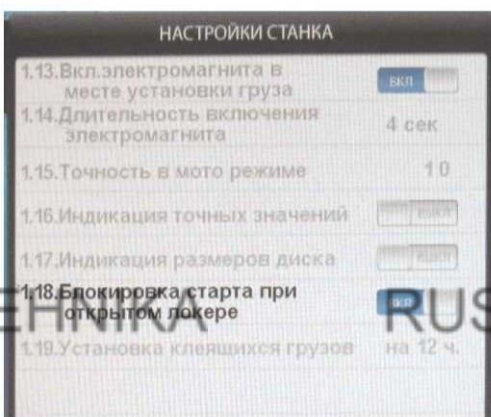 НАСТРОЙКИ СТАНКА
1.13.Вкл.электромагнита в
месте установки груза
ВКЛ
1.14.Длительность включения
электромагнита
4 сек
1.15.Точность в мото режиме
10
1.16.Индикация точных значений
ВЫКЛ
1.17.Индикация размеров диска
ВЫКЛ
1.18.Блокировка старта при
открытом локере
ВКЛ
EHNIKA RUS
1.19.Установка клеящихся грузов
на 12 ч.